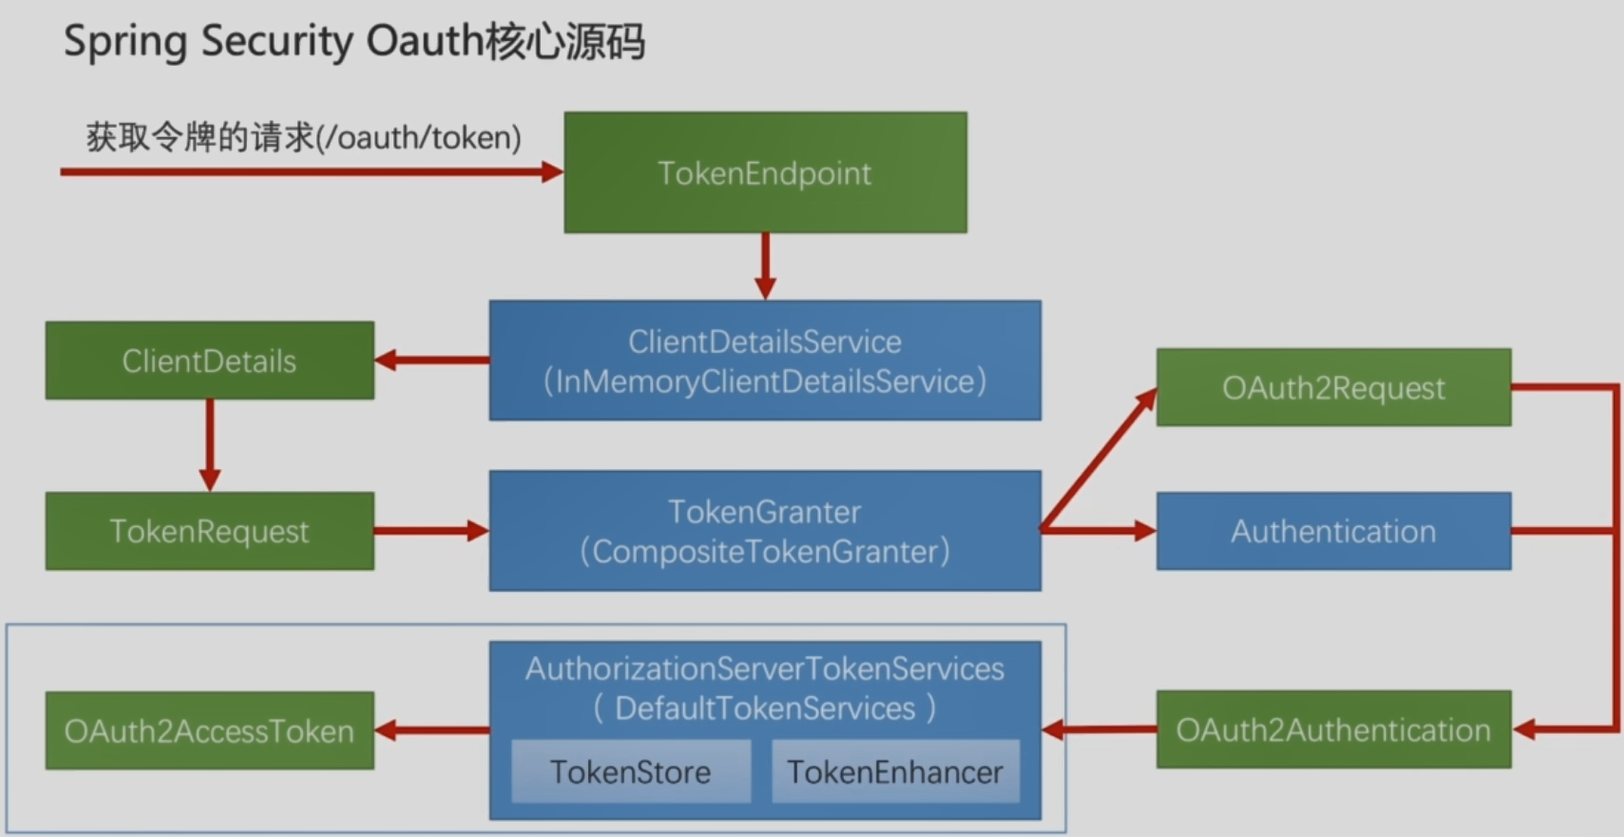 Spring Security Oauth核心源码
获取令牌的请求(/oauth/token)
TokenEndpoint
ClientDetails
ClientDetailsService
（InMemoryClientDetailsService）
OAuth2Request
TokenRequest
TokenGranter
（CompositeTokenGranter）
Authentication
OAuth2AccessToken
AuthorizationServerTokenServices
（ DefaultTokenServices ）
TokenStore
TokenEnhancer
OAuth2Authentication